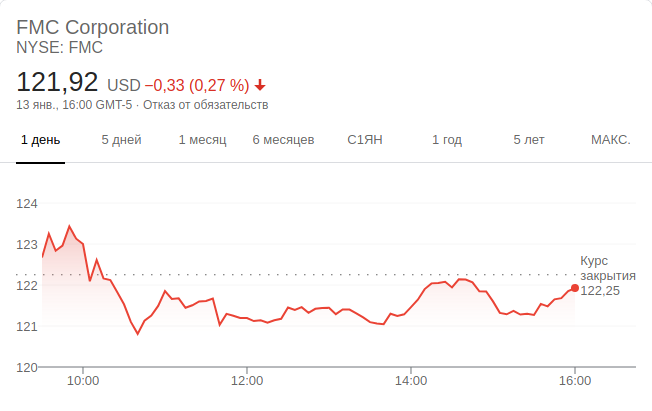 FMC Corporation
NYSE: FMC
121,92 USD −0,33 (0,27 %)
13 янв., 16:00 GMT-5 · Отказ от обязательств
1 день 5 дней 1 месяц 6 месяцев С1ЯН 1 год 5 лет МАКС.
124
123
122
121
120
Курс
закрытия
122,25
10:00 12:00 14:00 16:00